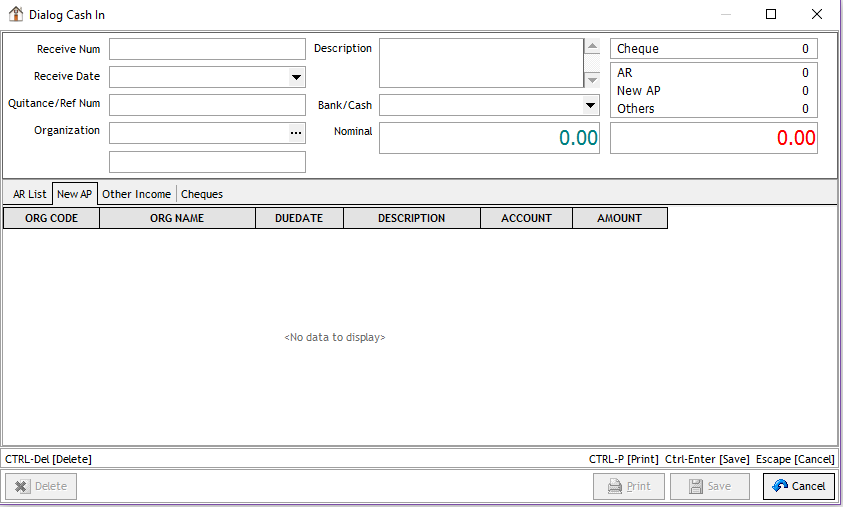 Dialog Cash In
Receive Num
Receive Date
Quitance/Ref Num
Organization
...
Description
Bank/Cash
Nominal
0.00
Cheque 0
AR 0
New AP 0
Others 0
0.00
AR List New AP Other Income Cheques
ORG CODE ORG NAME DUEDATE DESCRIPTION ACCOUNT AMOUNT
<No data to display>
CTRL-Del [Delete] CTRL-P [Print] Ctrl-Enter [Save] Escape [Cancel]
Delete Print Save Cancel